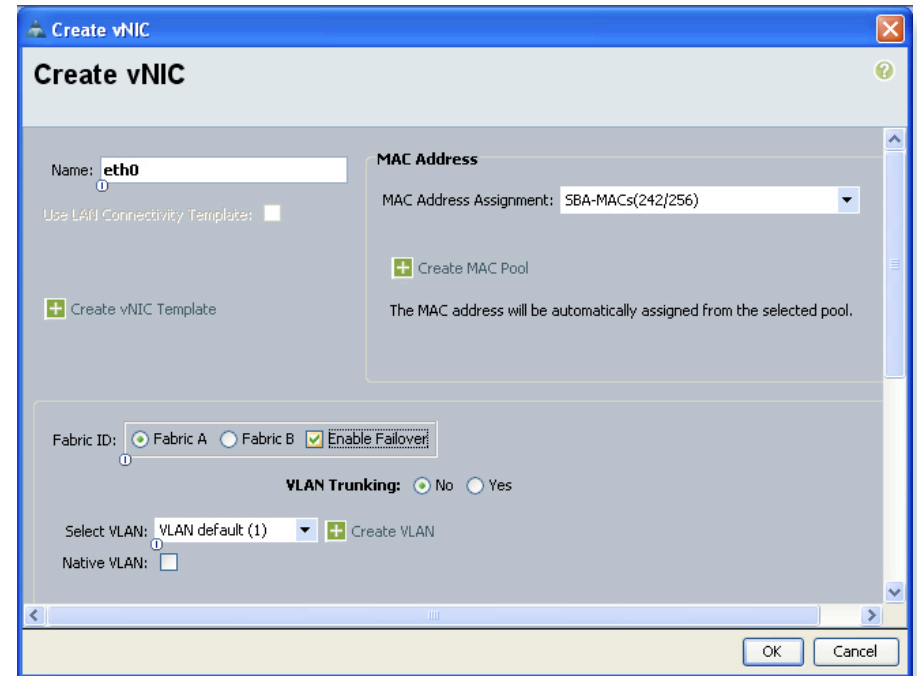 Create vNIC
Create vNIC
Name: eth0
Use LAN Connectivity Template:
Create vNIC Template
MAC Address
MAC Address Assignment: SBA-MACs(242/256)
Create MAC Pool
The MAC address will be automatically assigned from the selected pool.
Fabric ID: Fabric A Fabric B Enable Failover
VLAN Trunking: No Yes
Select VLAN: VLAN default (1) Create VLAN
Native VLAN:
OK Cancel